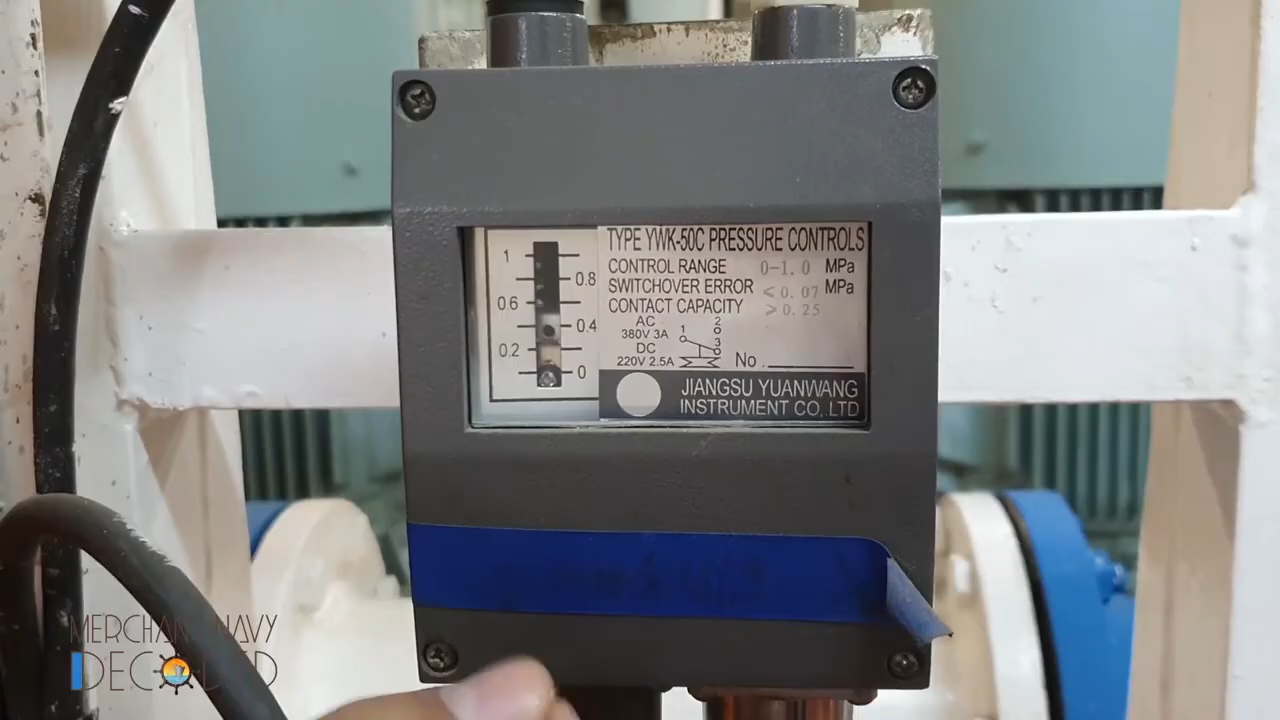 TYPE YWK-50C PRESSURE CONTROLS
CONTROL RANGE 0-1.0 MPa
SWITCHOVER ERROR <0.07 MPa
CONTACT CAPACITY >0.25
AC
380V 3A
DC
220V 2.5A
1
2
3
No.
JIANGSU YUANWANG
INSTRUMENT CO. LTD
1
0.8
0.6
0.4
0.2
0
MERCHANT NAVY
DECODED